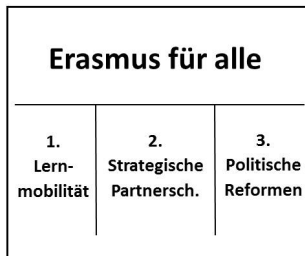 Erasmus für alle
1. 2. 3.
Lern- Strategische Politische
mobilität Partnersch. Reformen